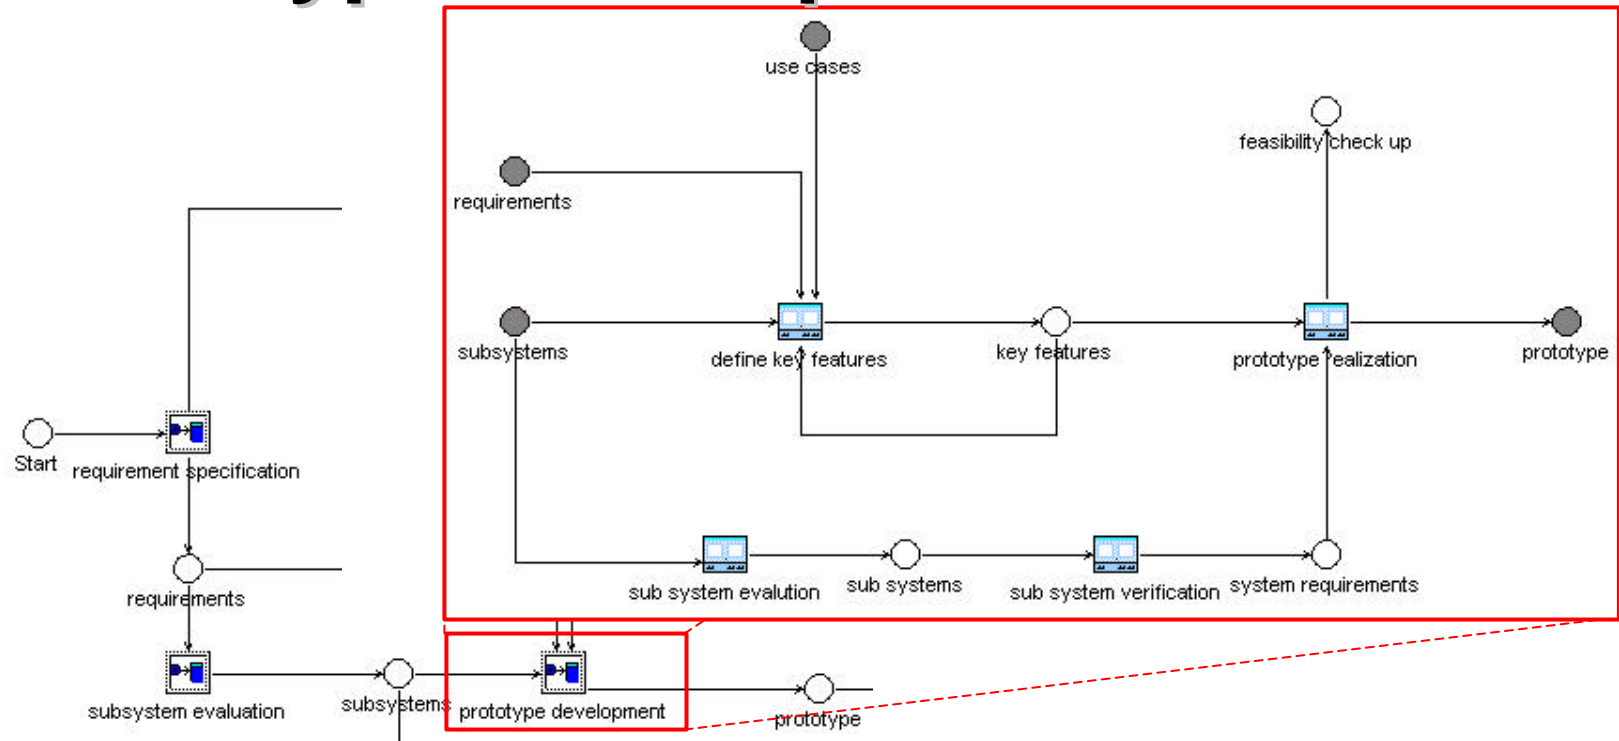 use cases
feasibility check up
requirements
subsystems
define key features
key features
prototype realization
prototype
Start
requirement specification
requirements
sub system evalution
sub systems
sub system verification
system requirements
subsystem evaluation
subsystems
prototype development
prototype